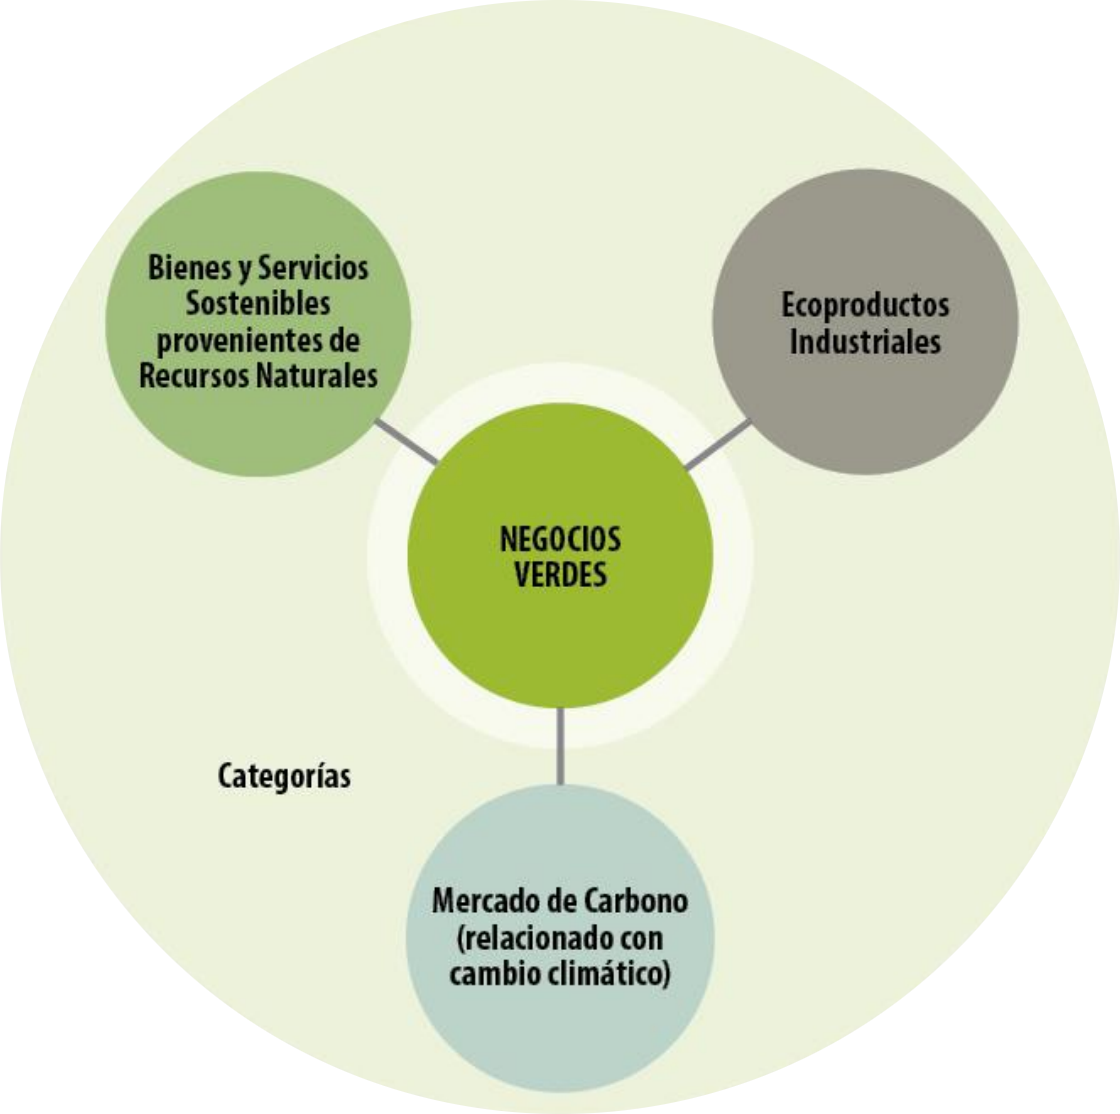 Bienes y Servicios
Sostenibles
provenientes de
Recursos Naturales
Ecoproductos
Industriales
NEGOCIOS
VERDES
Categorías
Mercado de Carbono
(relacionado con
cambio climático)